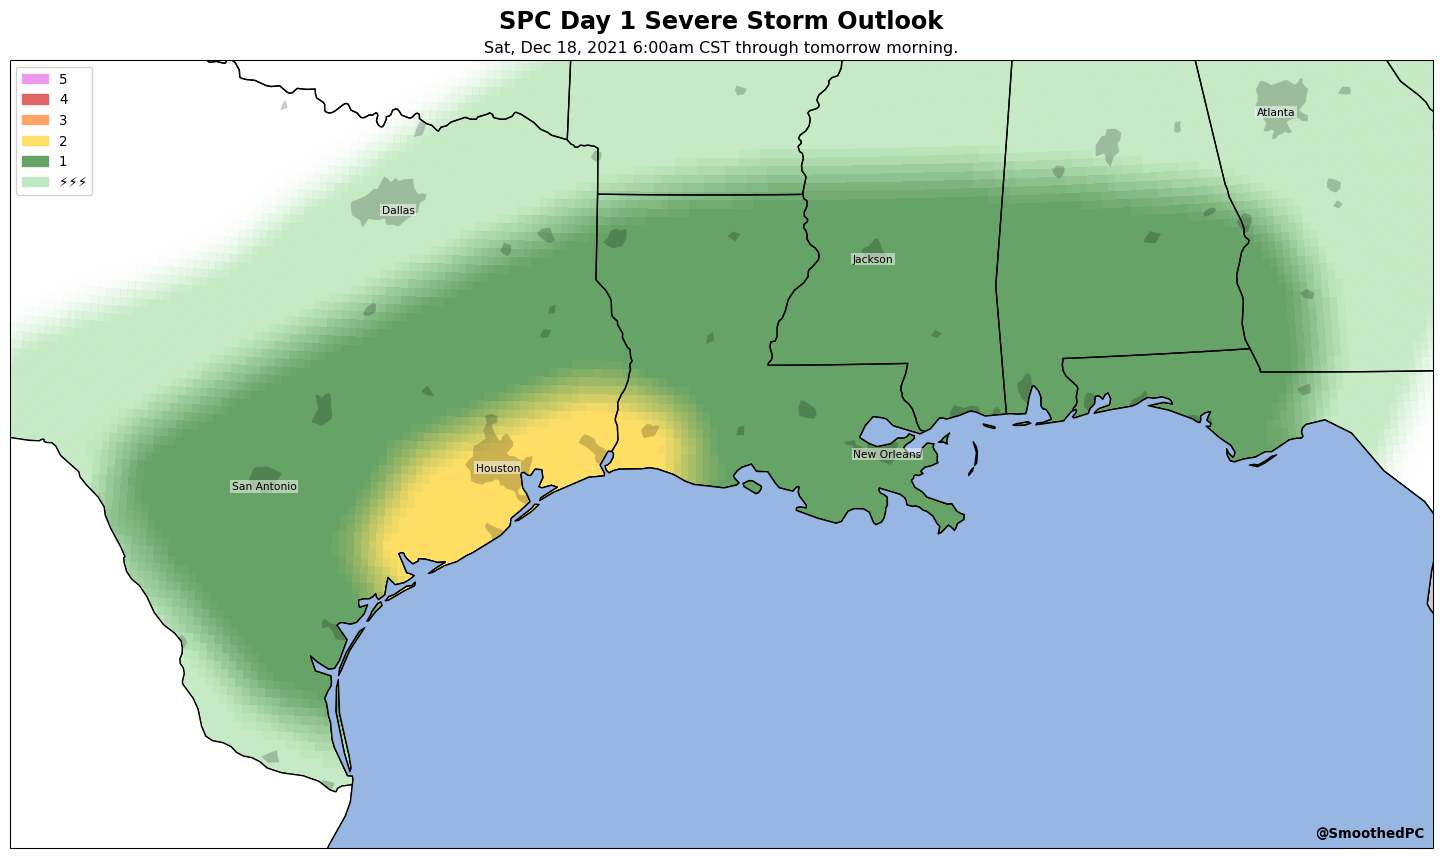 SPC Day 1 Severe Storm Outlook
Sat, Dec 18, 2021 6:00am CST through tomorrow morning.
5
4
3
2
1
⚡⚡⚡
Atlanta
Dallas
Jackson
New Orleans
Houston
San Antonio
@SmoothedPC